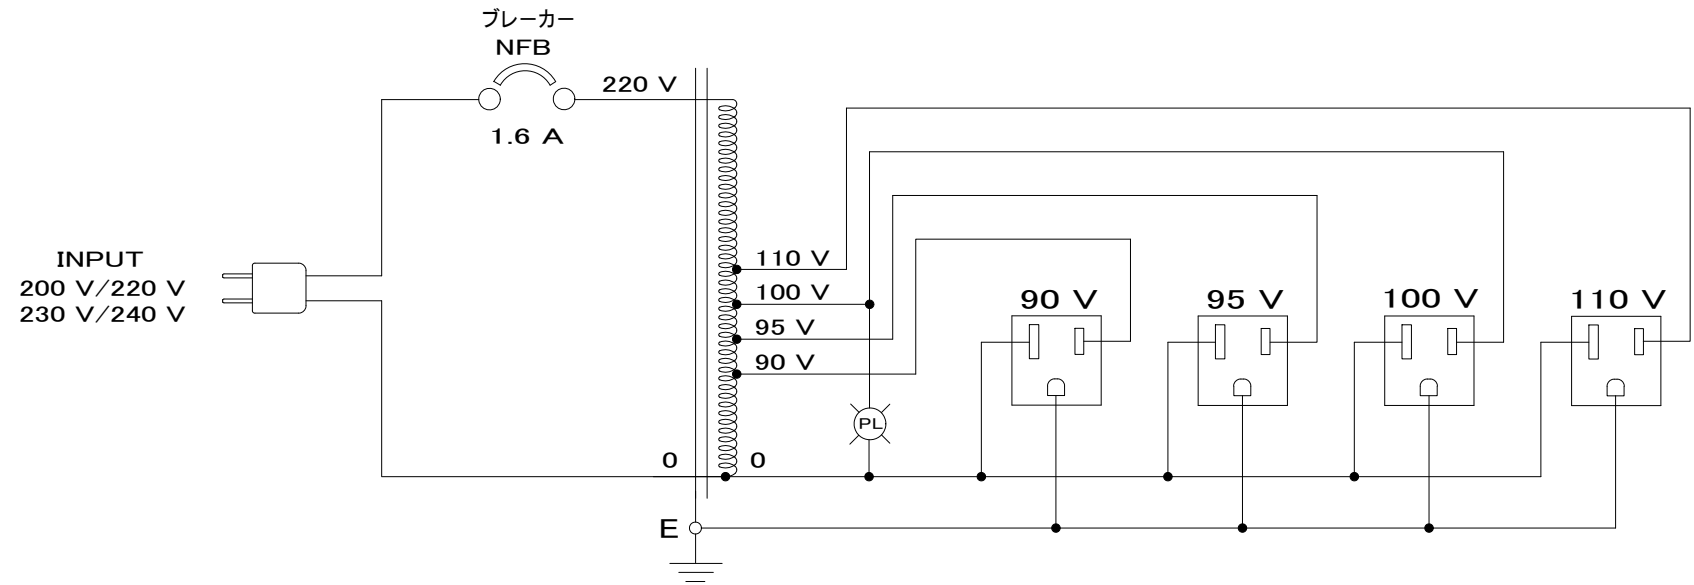 ブレーカー
NFB
220 V
1.6 A
INPUT
200 V/220 V
230 V/240 V
110 V
100 V
95 V
90 V
90 V
95 V
100 V
110 V
PL
0
0
E